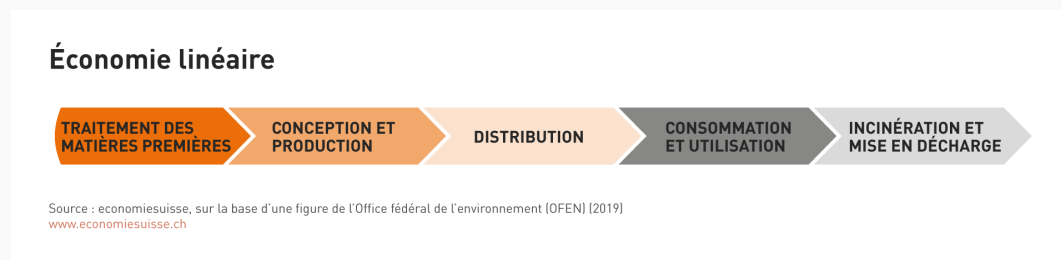 Économie linéaire
TRAITEMENT DES
MATIÈRES PREMIÈRES
CONCEPTION ET
PRODUCTION
DISTRIBUTION
CONSOMMATION
ET UTILISATION
INCINÉRATION ET
MISE EN DÉCHARGE
Source : economiesuisse, sur la base d'une figure de l'Office fédéral de l'environnement (OFEN) (2019)
www.economiesuisse.ch